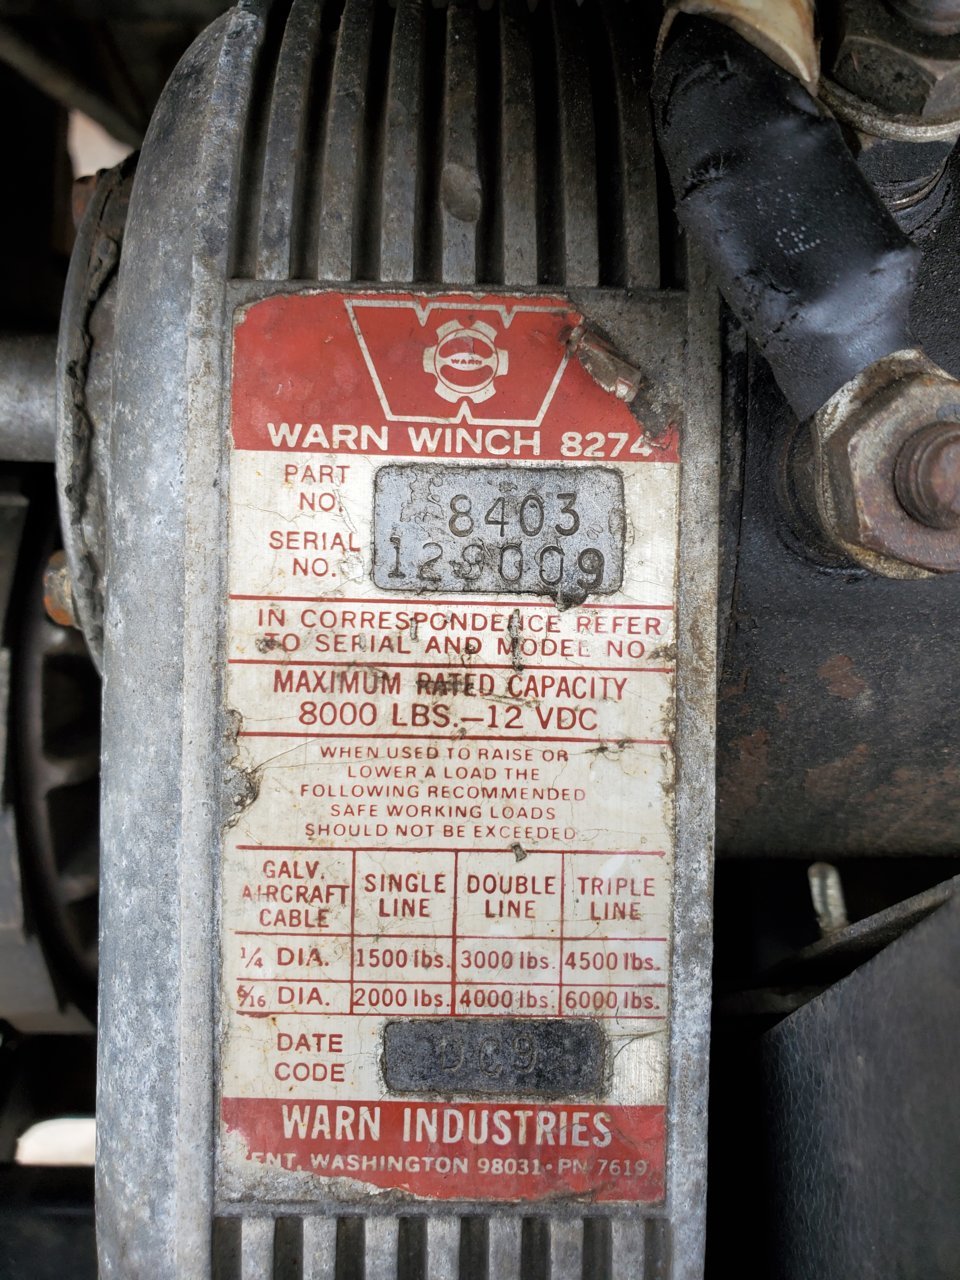 WARN
WARN WINCH 8274
PART NO. 8403
SERIAL NO. 129009
IN CORRESPONDENCE REFER
TO SERIAL AND MODEL NO
MAXIMUM RATED CAPACITY
8000 LBS.—12 VDC
WHEN USED TO RAISE OR
LOWER A LOAD THE
FOLLOWING RECOMMENDED
SAFE WORKING LOADS
SHOULD NOT BE EXCEEDED
GALV. AIRCRAFT CABLE SINGLE LINE DOUBLE LINE TRIPLE LINE
1/4 DIA. 1500 lbs. 3000 lbs. 4500 lbs.
5/16 DIA. 2000 lbs. 4000 lbs. 6000 lbs.
DATE CODE DC9
WARN INDUSTRIES
ENT, WASHINGTON 98031·PN 7619